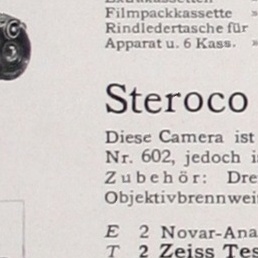 Filmpackkassette »
Rindledertasche für
Apparat u. 6 Kass. »
Steroco
Diese Camera ist
Nr. 602, jedoch
Zubehör:
Objektivbrennwei
E 2 Novar-Ana
T 2 Zeiss Tes